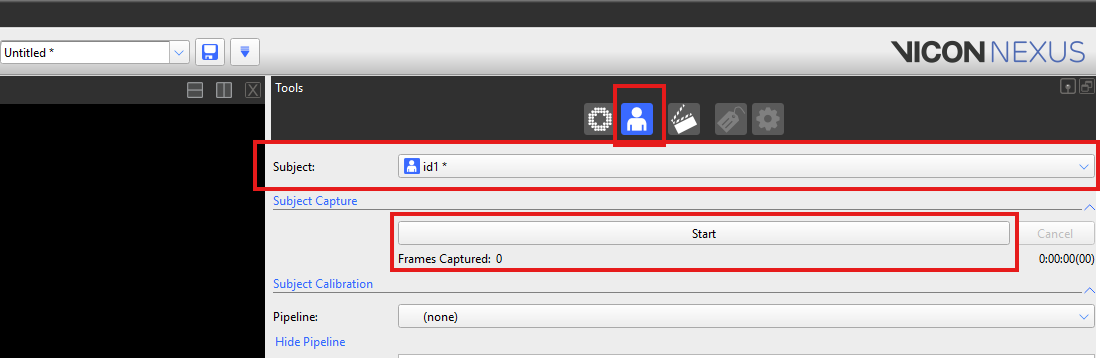 Untitled *
VICON NEXUS
Tools
Subject: id1 *
Subject Capture
Start Cancel
Frames Captured: 0 0:00:00(00)
Subject Calibration
Pipeline: (none)
Hide Pipeline